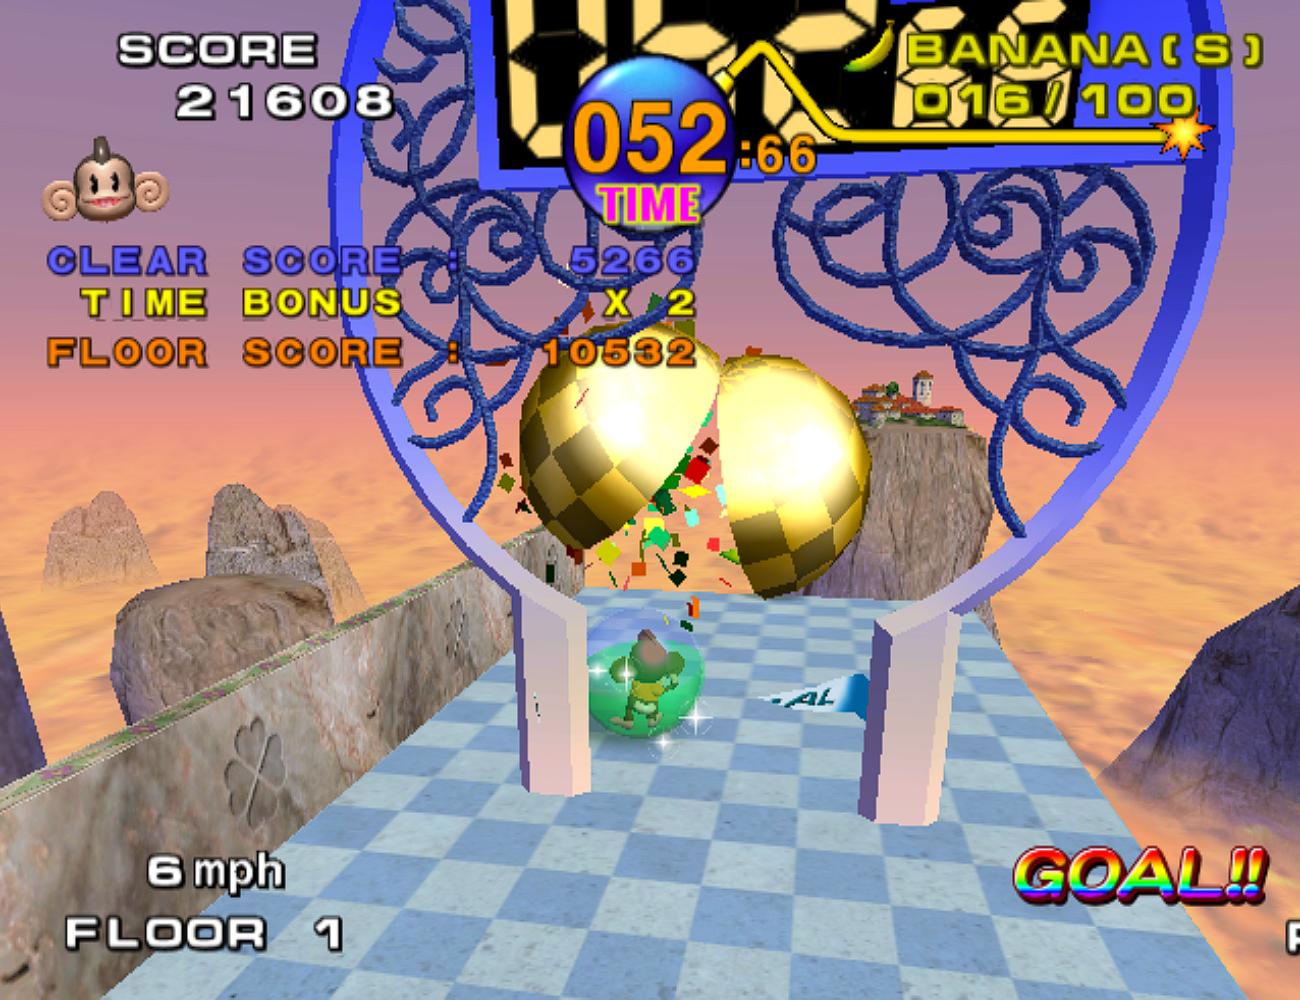 SCORE
21608
BANANA(S)
016/100
052:66
TIME
CLEAR SCORE : 5266
TIME BONUS X 2
FLOOR SCORE : 10532
AL
6 mph
FLOOR 1
GOAL!!